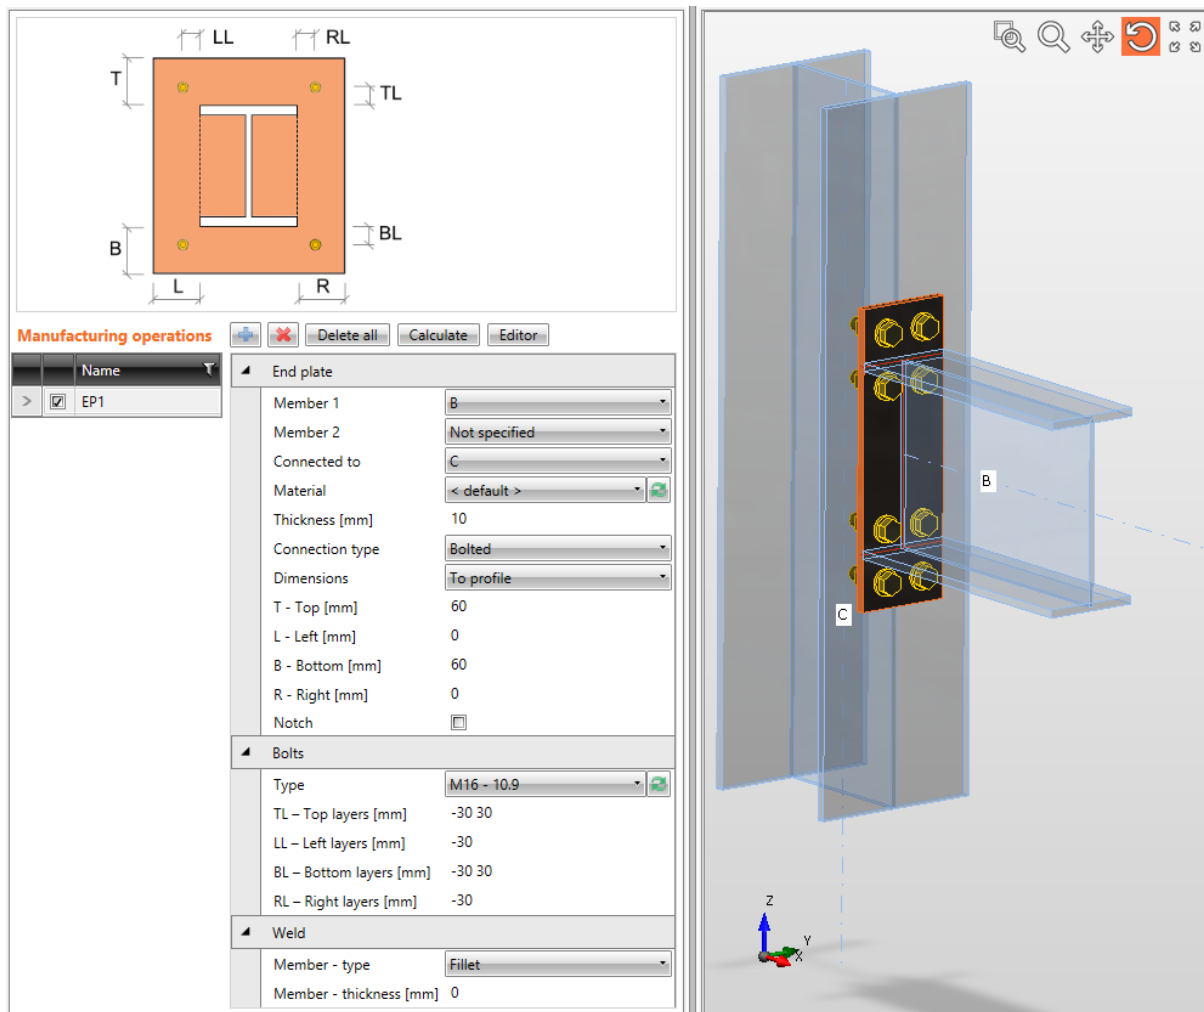 LL RL
T TL
B BL
L R
Manufacturing operations Delete all Calculate Editor
Name
EP1
End plate
Member 1 B
Member 2 Not specified
Connected to C
Material < default >
Thickness [mm] 10
Connection type Bolted
Dimensions To profile
T - Top [mm] 60
L - Left [mm] 0
B - Bottom [mm] 60
R - Right [mm] 0
Notch
Bolts
Type M16 - 10.9
TL – Top layers [mm] -30 30
LL – Left layers [mm] -30
BL – Bottom layers [mm] -30 30
RL – Right layers [mm] -30
Weld
Member - type Fillet
Member - thickness [mm] 0
B
C
Z
Y
X